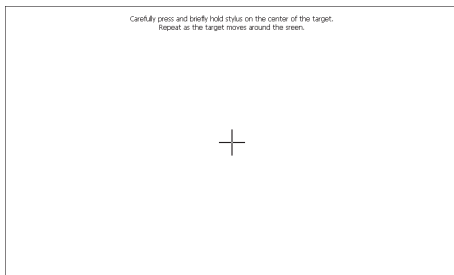 Carefully press and briefly hold stylus on the center of the target.
Repeat as the target moves around the sreen.